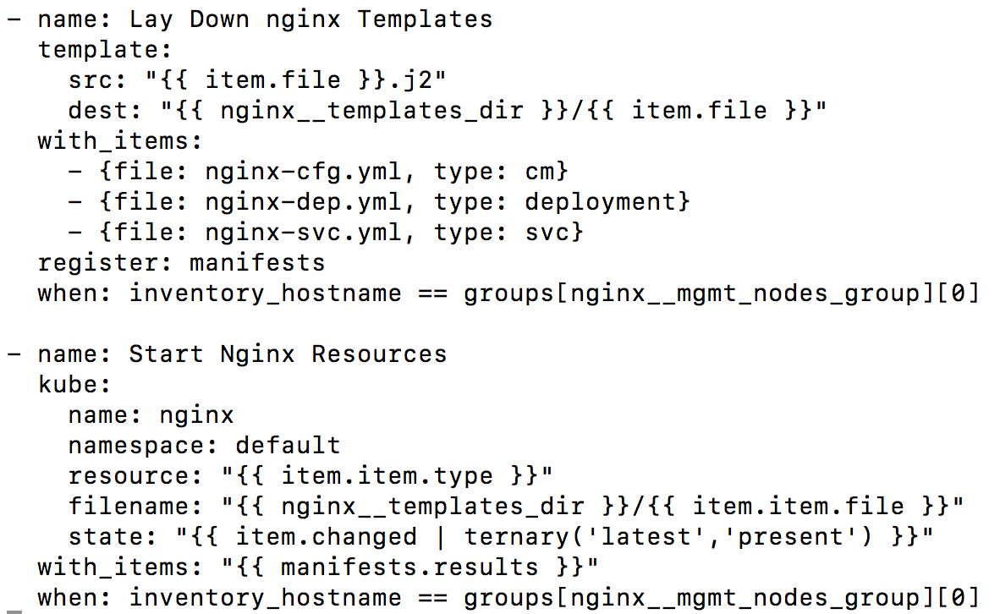 - name: Lay Down nginx Templates
  template:
    src: "{{ item.file }}.j2"
    dest: "{{ nginx__templates_dir }}/{{ item.file }}"
  with_items:
    - {file: nginx-cfg.yml, type: cm}
    - {file: nginx-dep.yml, type: deployment}
    - {file: nginx-svc.yml, type: svc}
  register: manifests
  when: inventory_hostname == groups[nginx__mgmt_nodes_group][0]

- name: Start Nginx Resources
  kube:
    name: nginx
    namespace: default
    resource: "{{ item.item.type }}"
    filename: "{{ nginx__templates_dir }}/{{ item.item.file }}"
    state: "{{ item.changed | ternary('latest','present') }}"
  with_items: "{{ manifests.results }}"
  when: inventory_hostname == groups[nginx__mgmt_nodes_group][0]